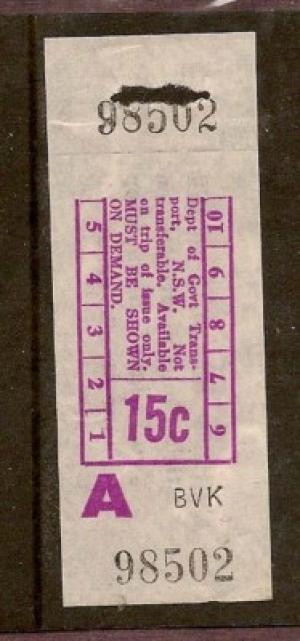 98502
Dept of Govt Trans-
port, N.S.W. Not
transferable. Available
on trip of issue only.
MUST BE SHOWN
ON DEMAND.
10 9 8 7 6
5 4 3 2 1
15c
A BVK
98502